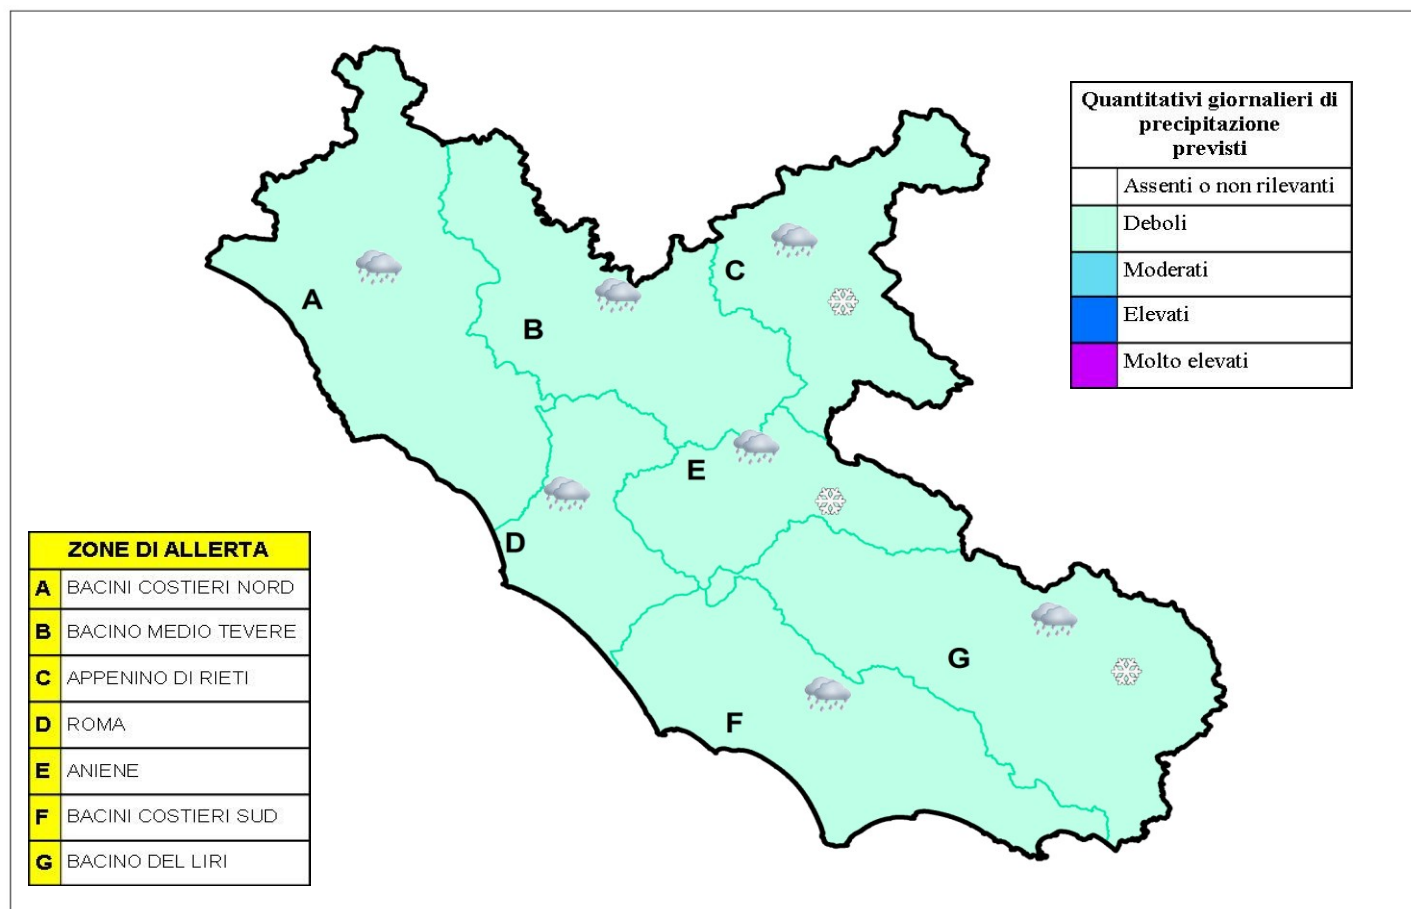 Quantitativi giornalieri di
precipitazione
previsti
Assenti o non rilevanti
Deboli
Moderati
Elevati
Molto elevati
A
B
C
D
E
F
G
ZONE DI ALLERTA
A BACINI COSTIERI NORD
B BACINO MEDIO TEVERE
C APPENINO DI RIETI
D ROMA
E ANIENE
F BACINI COSTIERI SUD
G BACINO DEL LIRI